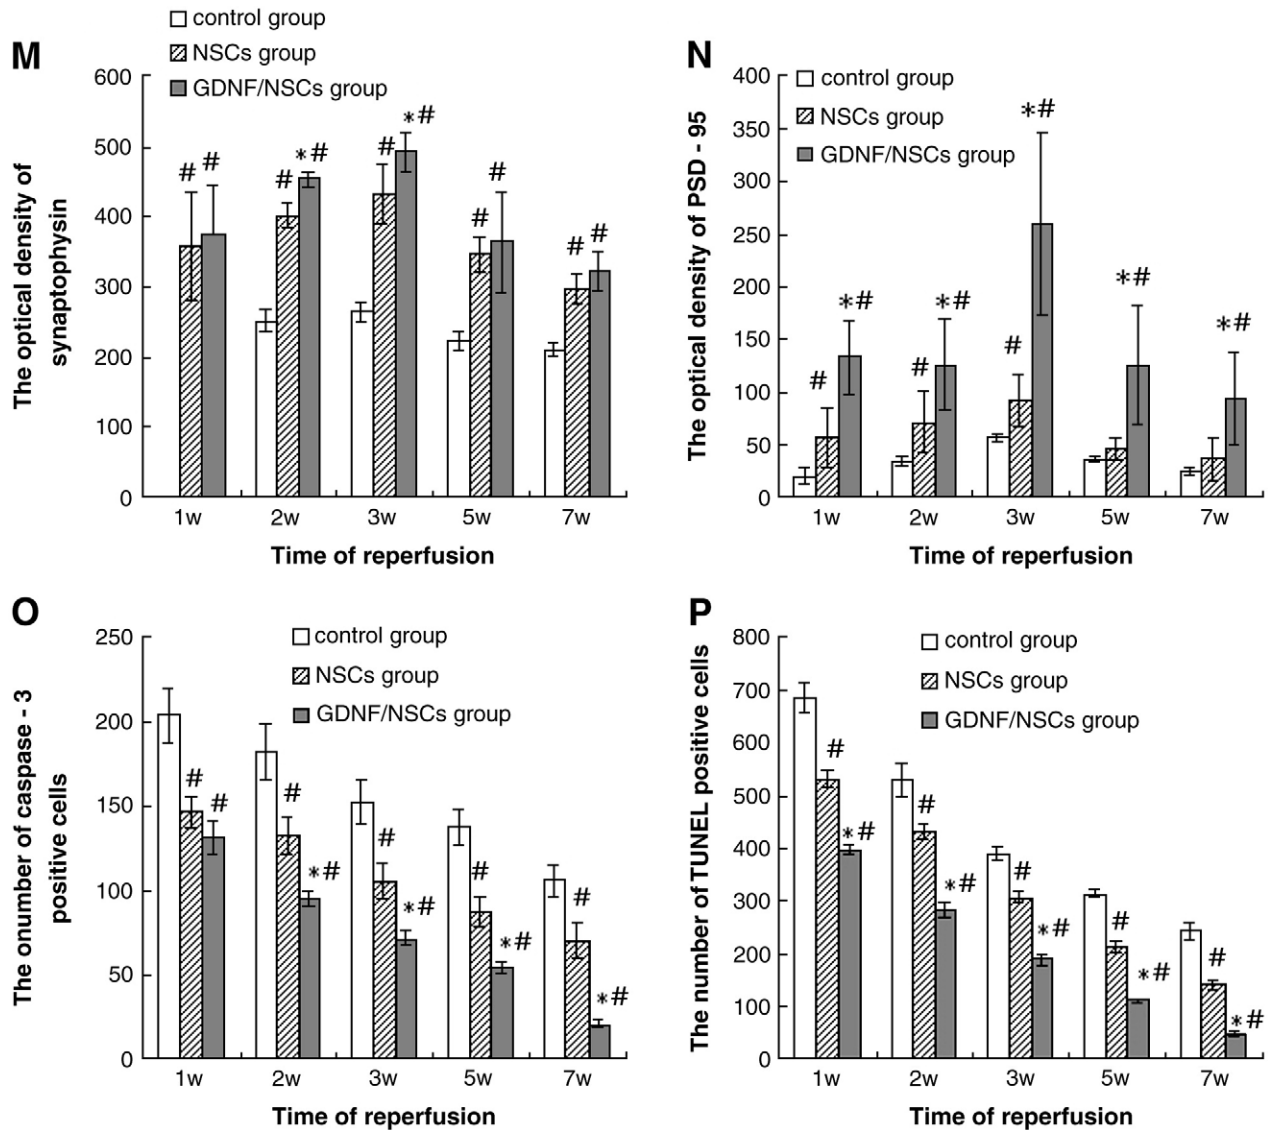 M
control group
NSCs group
GDNF/NSCs group
The optical density of
synaptophysin
600
500
400
300
200
100
0
# # # *# # *# # # # #
1w 2w 3w 5w 7w
Time of reperfusion
N
control group
NSCs group
GDNF/NSCs group
The optical density of PSD - 95
400
350
300
250
200
150
100
50
0
# *# # *# # *# *# *#
1w 2w 3w 5w 7w
Time of reperfusion
O
control group
NSCs group
GDNF/NSCs group
The onumber of caspase - 3
positive cells
250
200
150
100
50
0
# # # *# # *# # *# # *#
1w 2w 3w 5w 7w
Time of reperfusion
P
control group
NSCs group
GDNF/NSCs group
The number of TUNEL positive cells
800
700
600
500
400
300
200
100
0
# *# # *# # *# # *# # *#
1w 2w 3w 5w 7w
Time of reperfusion